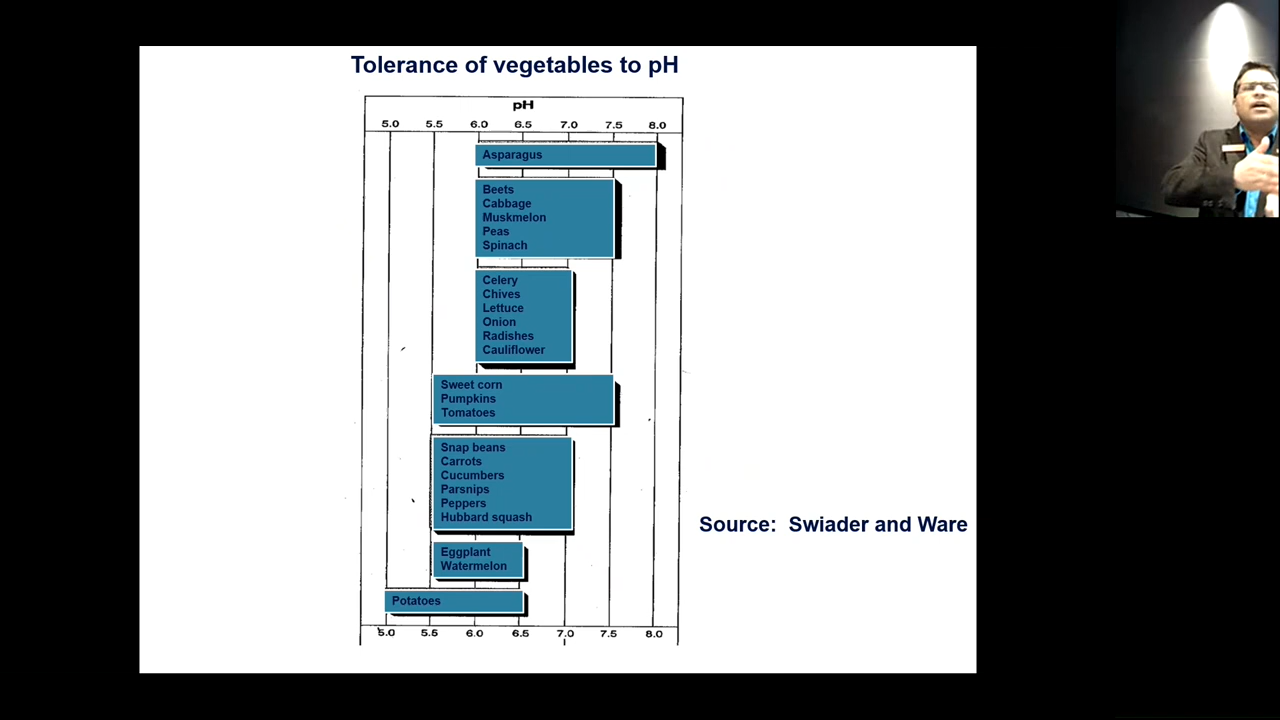 Tolerance of vegetables to pH
pH
5.0 5.5 6.0 6.5 7.0 7.5 8.0
Asparagus
Beets
Cabbage
Muskmelon
Peas
Spinach
Celery
Chives
Lettuce
Onion
Radishes
Cauliflower
Sweet corn
Pumpkins
Tomatoes
Snap beans
Carrots
Cucumbers
Parsnips
Peppers
Hubbard squash
Source: Swiader and Ware
Eggplant
Watermelon
Potatoes
5.0 5.5 6.0 6.5 7.0 7.5 8.0